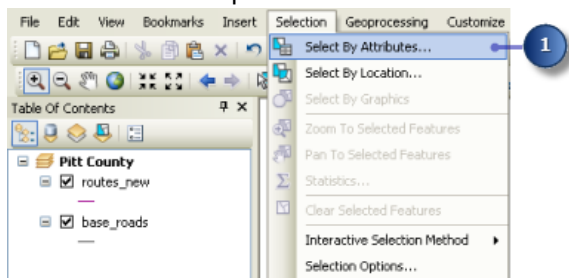 File Edit View Bookmarks Insert Selection Geoprocessing Customize
Select By Attributes...
1
Select By Location...
Table Of Contents
Select By Graphics
Zoom To Selected Features
Pitt County
Pan To Selected Features
routes_new
Statistics...
Clear Selected Features
base_roads
Interactive Selection Method
Selection Options...